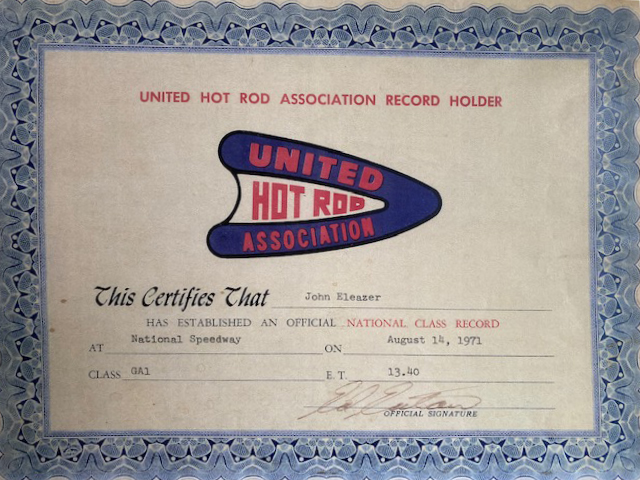 UNITED HOT ROD ASSOCIATION RECORD HOLDER
UNITED
HOT ROD
ASSOCIATION
This Certifies That John Eleazer
HAS ESTABLISHED AN OFFICIAL NATIONAL CLASS RECORD
AT National Speedway ON August 14, 1971
CLASS GA1 E. T. 13.40
OFFICIAL SIGNATURE